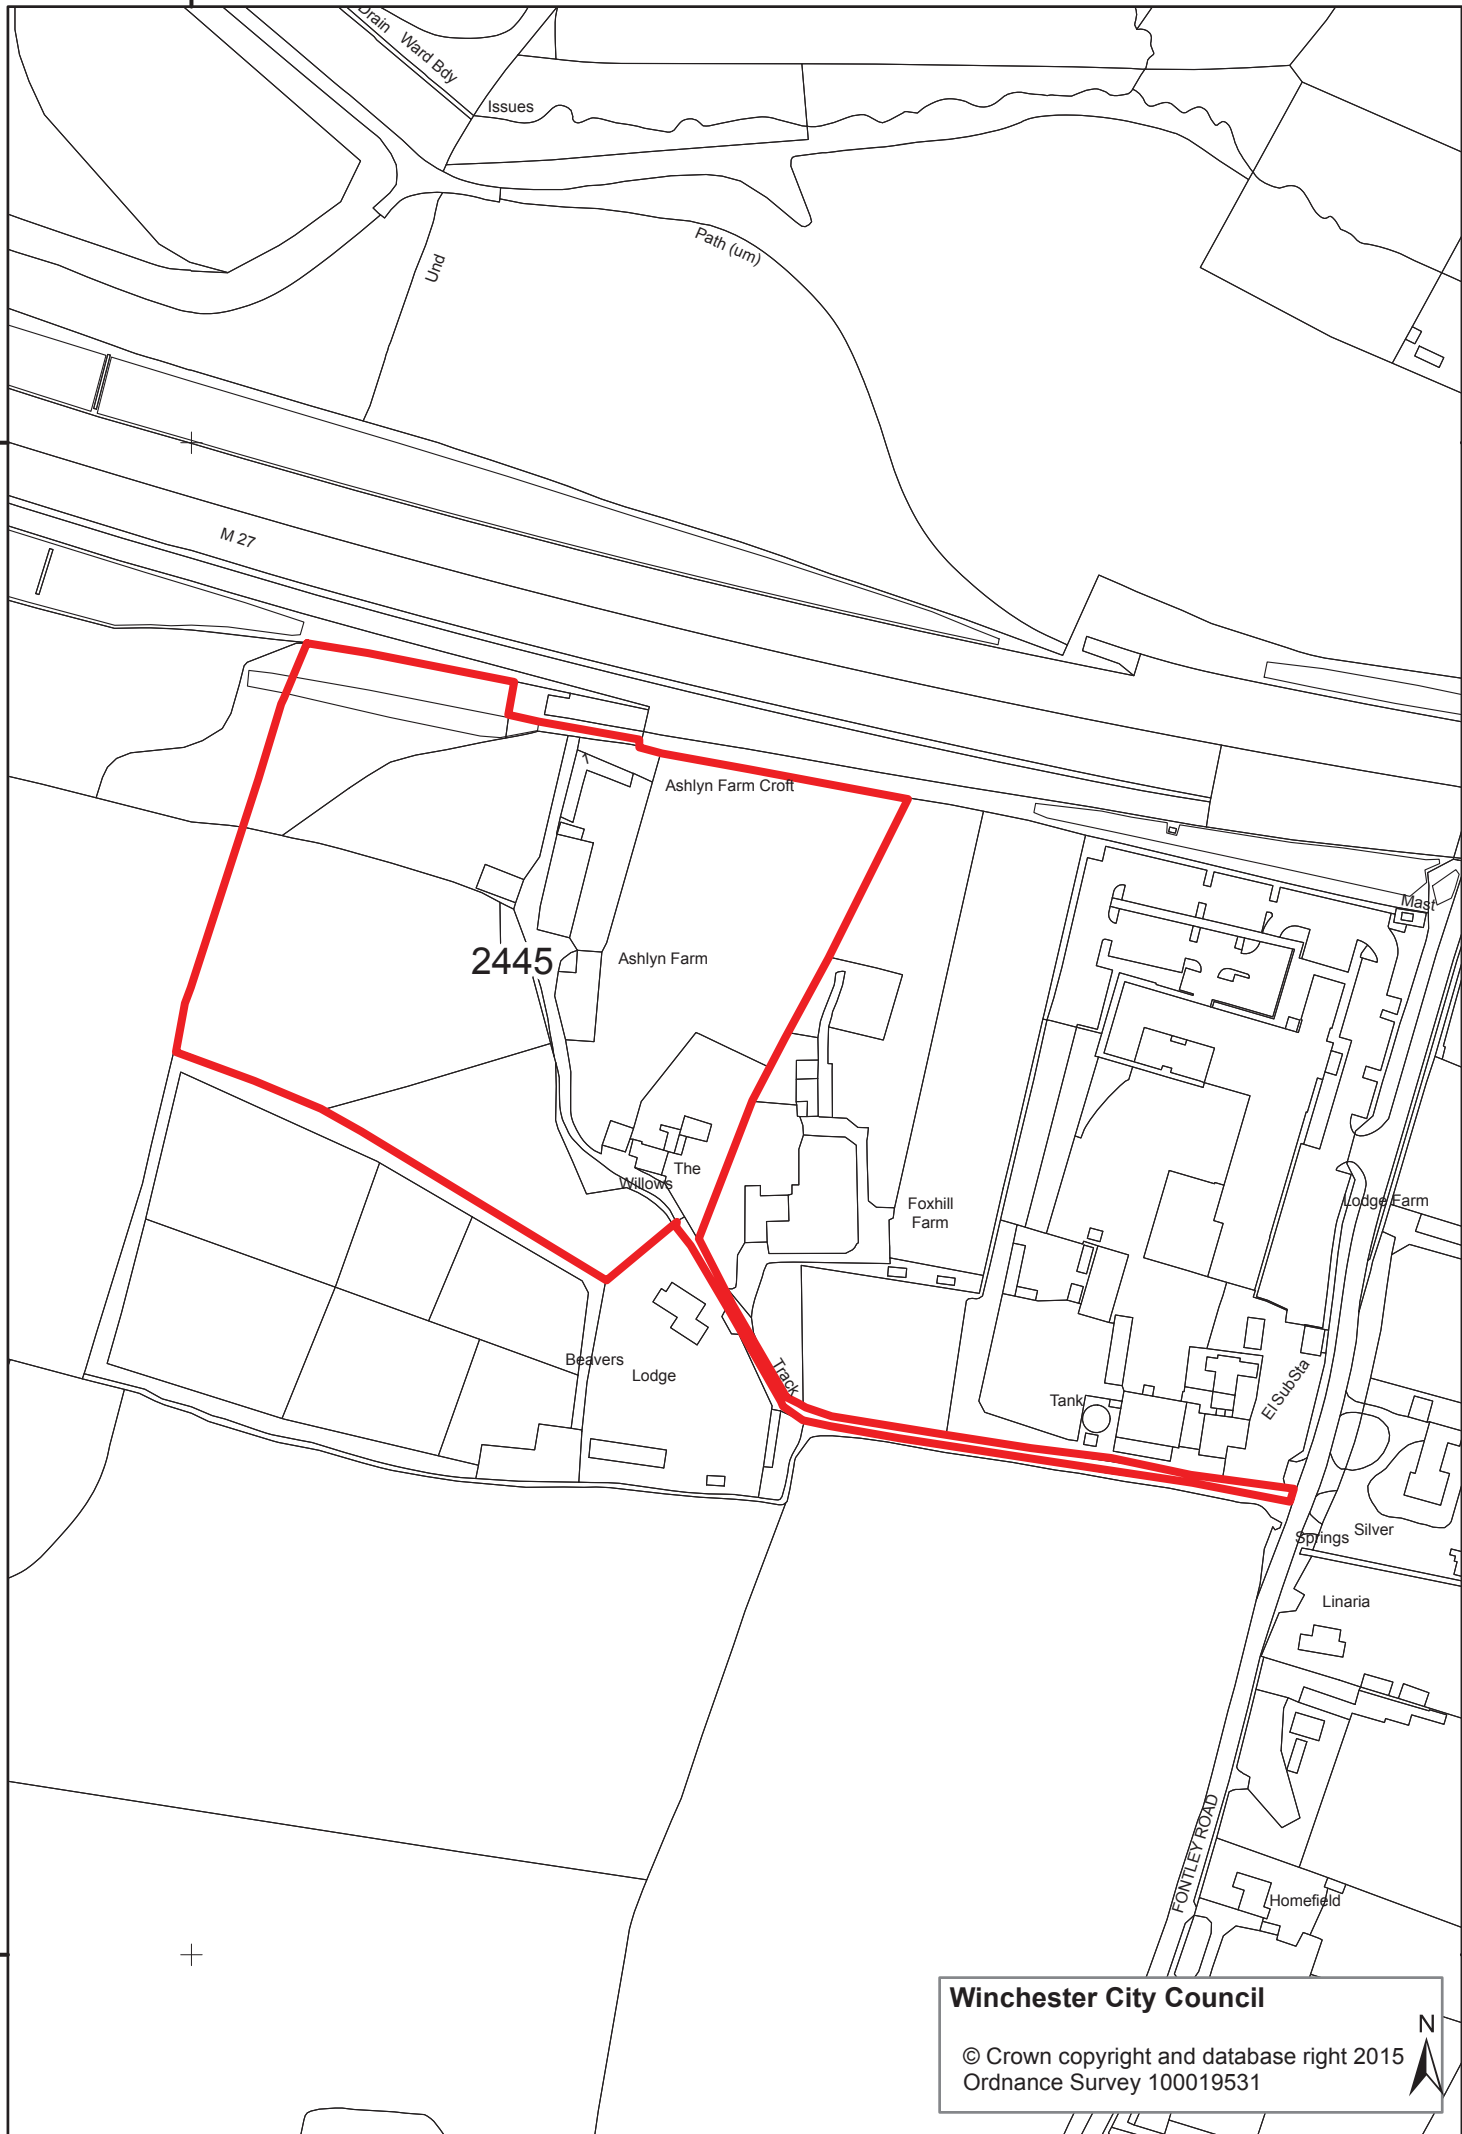 Drain
Ward Bdy
Issues
Und
Path (um)
M 27
Ashlyn Farm Croft
Mast
2445
Ashlyn Farm
The
Willows
Foxhill
Farm
Lodge Farm
Beavers
Lodge
Track
Tank
El Sub Sta
Springs
Silver
Linaria
FONTLEY ROAD
Homefield
Winchester City Council
N
© Crown copyright and database right 2015
Ordnance Survey 100019531